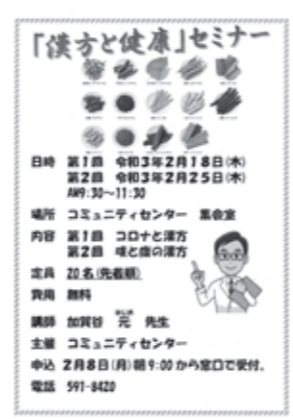 「漢方と健康」セミナー
日時 第1回 令和3年2月18日(木)
第2回 令和3年2月25日(木)
AM9:30~11:30
場所 コミュニティセンター 集会室
内容 第1回 コロナと漢方
第2回 咳と痰の漢方
定員 20名(先着順)
費用 無料
講師 加賀谷 元 先生
主催 コミュニティセンター
申込 2月8日(月)朝9:00から窓口で受付。
電話 591-8420